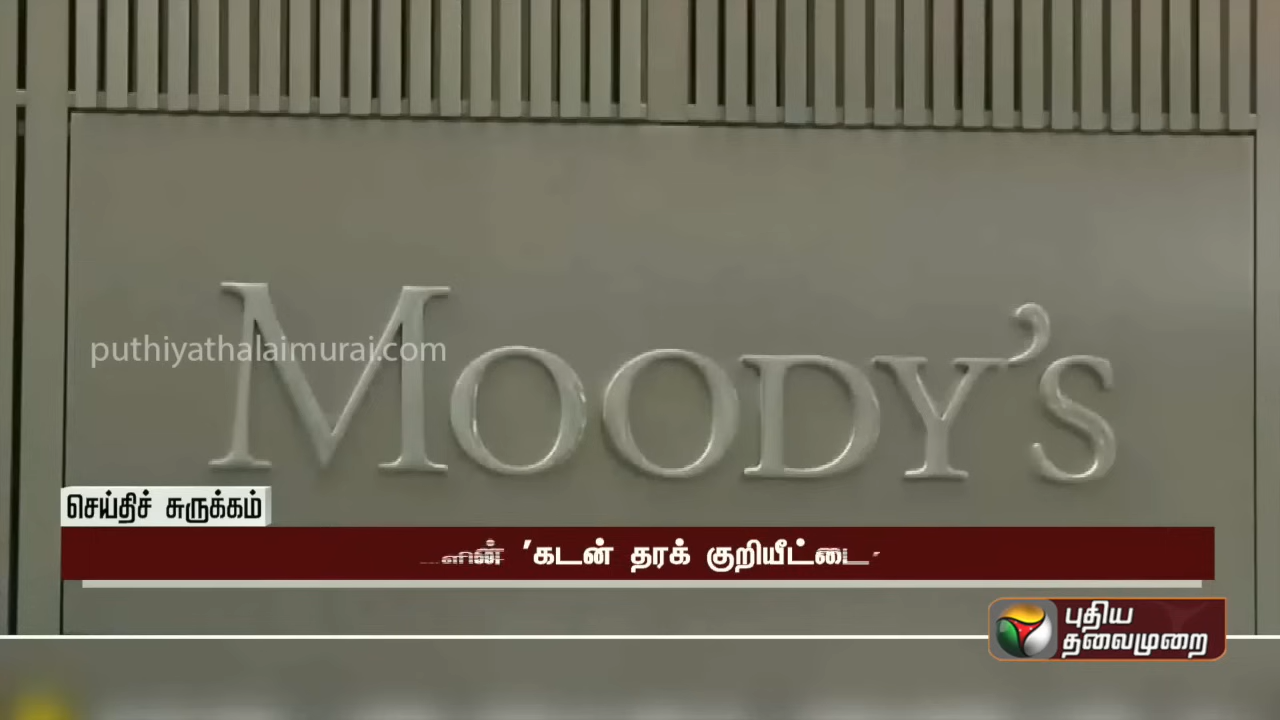 MOODY'S
puthiyathalaimurai.com
செய்திச் சுருக்கம்
'கடன் தரக் குறியீட்டை
புதிய
தலைமுறை